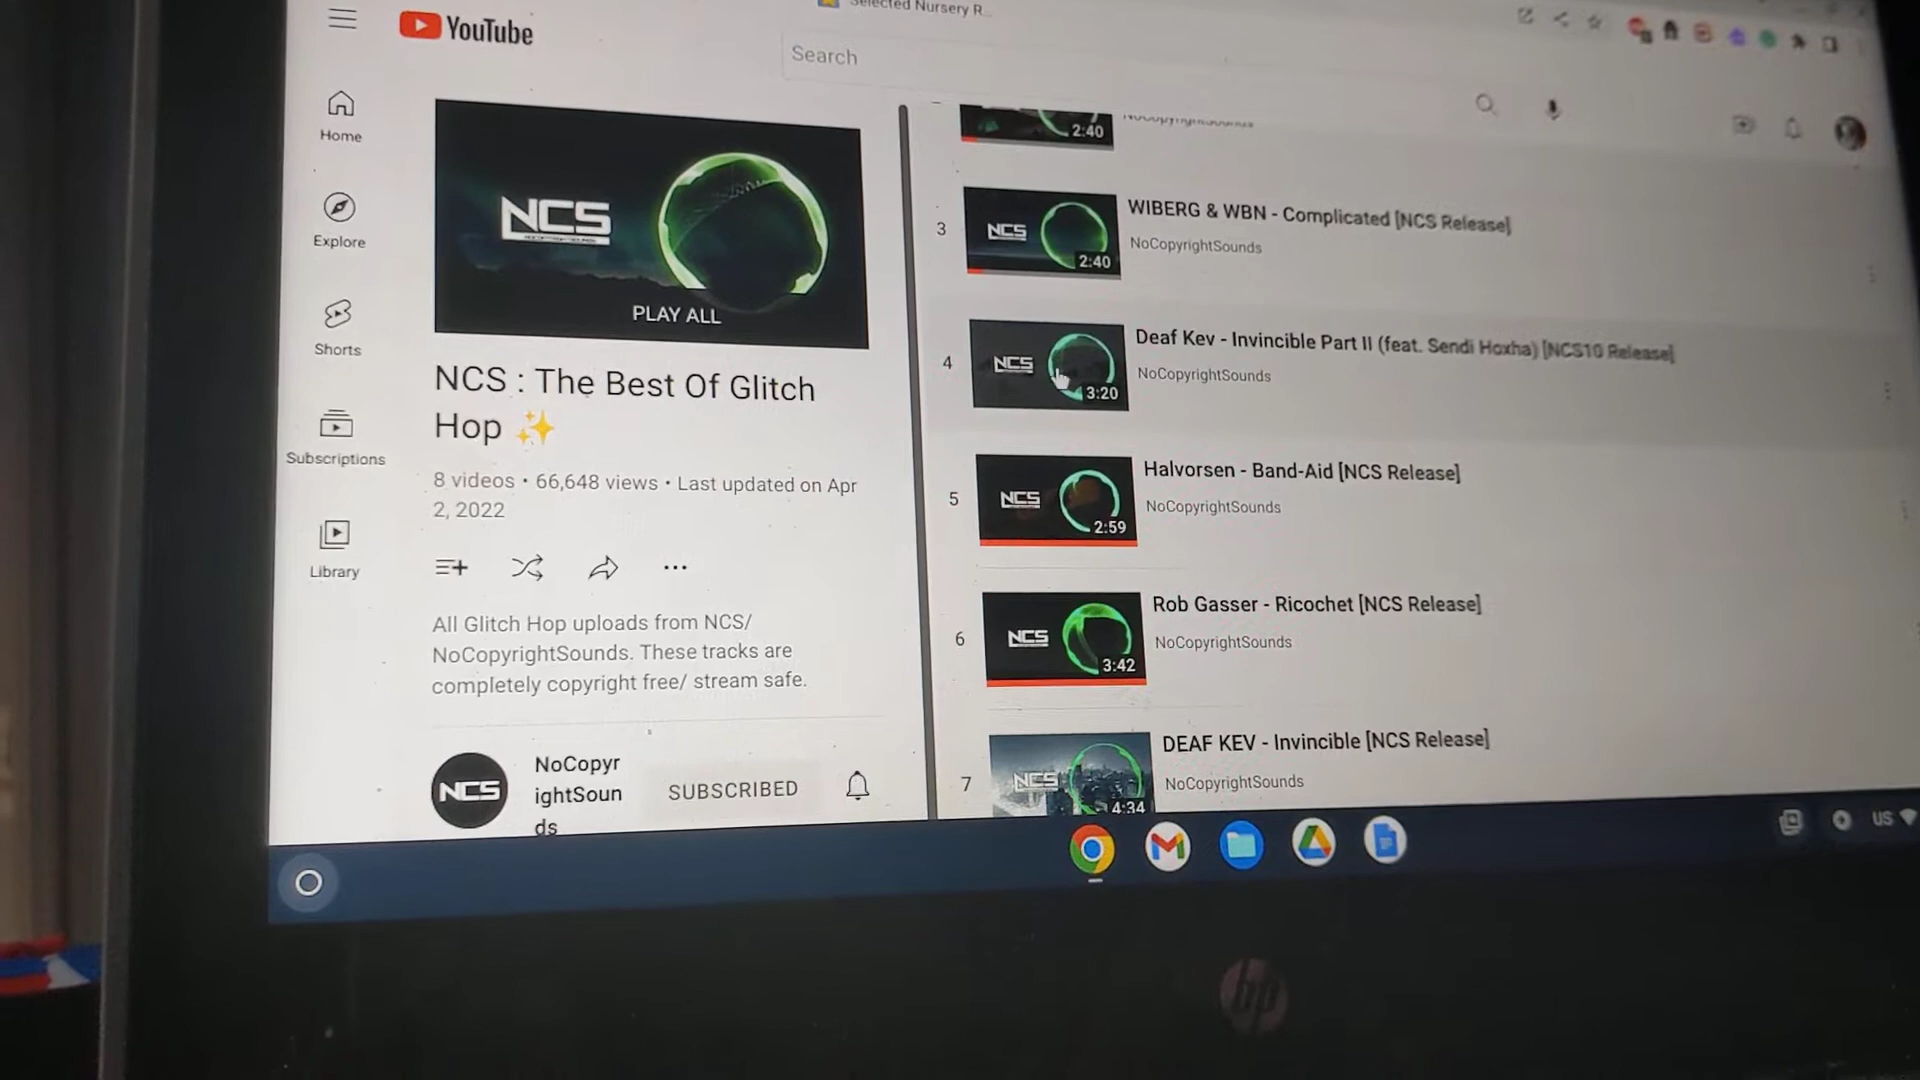 Selected Nursery R...
YouTube
Search
Home
Explore
Shorts
Subscriptions
Library
NCS
PLAY ALL
NCS : The Best Of Glitch
Hop ✨
8 videos • 66,648 views • Last updated on Apr
2, 2022
All Glitch Hop uploads from NCS/
NoCopyrightSounds. These tracks are
completely copyright free/ stream safe.
NCS
NoCopyr
ightSoun
ds
SUBSCRIBED
2:40
NoCopyrightSounds
3
NCS
2:40
WIBERG & WBN - Complicated [NCS Release]
NoCopyrightSounds
4
NCS
3:20
Deaf Kev - Invincible Part II (feat. Sendi Hoxha) [NCS10 Release]
NoCopyrightSounds
5
NCS
2:59
Halvorsen - Band-Aid [NCS Release]
NoCopyrightSounds
6
NCS
3:42
Rob Gasser - Ricochet [NCS Release]
NoCopyrightSounds
7
NCS
4:34
DEAF KEV - Invincible [NCS Release]
NoCopyrightSounds
US
hp